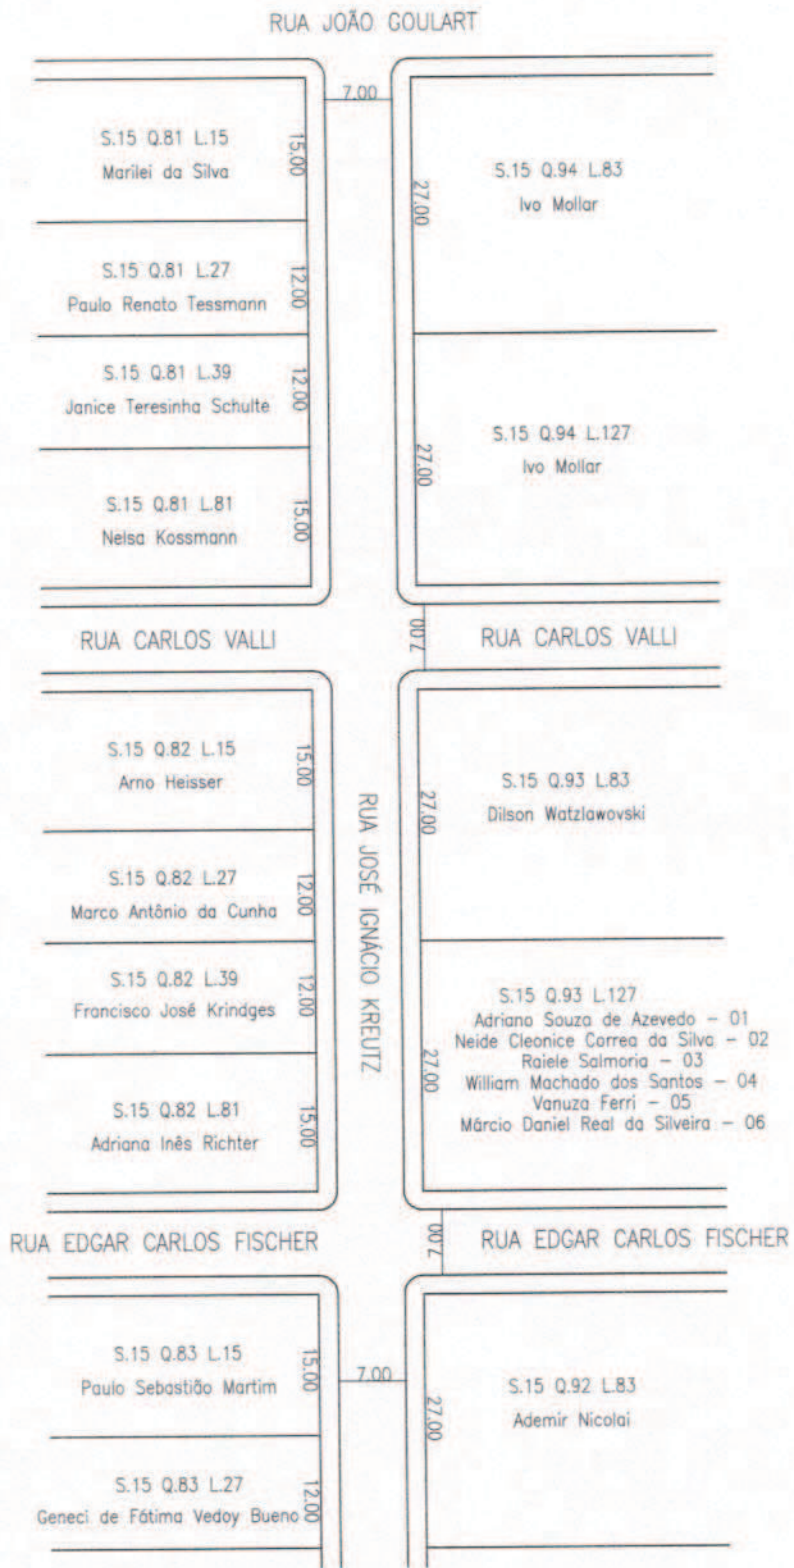 RUA JOÃO GOULART
7.00
S.15 Q.81 L.15
Marilei da Silva
15.00
S.15 Q.94 L.83
Ivo Mollar
27.00
S.15 Q.81 L.27
Paulo Renato Tessmann
12.00
S.15 Q.81 L.39
Janice Teresinha Schulte
12.00
S.15 Q.94 L.127
Ivo Mollar
27.00
S.15 Q.81 L.81
Nelsa Kossmann
15.00
RUA CARLOS VALLI
7.00
RUA CARLOS VALLI
S.15 Q.82 L.15
Arno Heisser
15.00
RUA JOSÉ IGNÁCIO KREUTZ
27.00
S.15 Q.93 L.83
Dilson Watzlawovski
S.15 Q.82 L.27
Marco Antônio da Cunha
12.00
S.15 Q.82 L.39
Francisco José Krindges
12.00
S.15 Q.93 L.127
Adriano Souza de Azevedo - 01
Neide Cleonice Correa da Silva - 02
Raiele Salmoria - 03
William Machado dos Santos - 04
Vanuza Ferri - 05
Márcio Daniel Real da Silveira - 06
27.00
S.15 Q.82 L.81
Adriana Inês Richter
15.00
RUA EDGAR CARLOS FISCHER
7.00
RUA EDGAR CARLOS FISCHER
S.15 Q.83 L.15
Paulo Sebastião Martim
15.00
7.00
27.00
S.15 Q.92 L.83
Ademir Nicolai
S.15 Q.83 L.27
Geneci de Fátima Vedoy Bueno
12.00